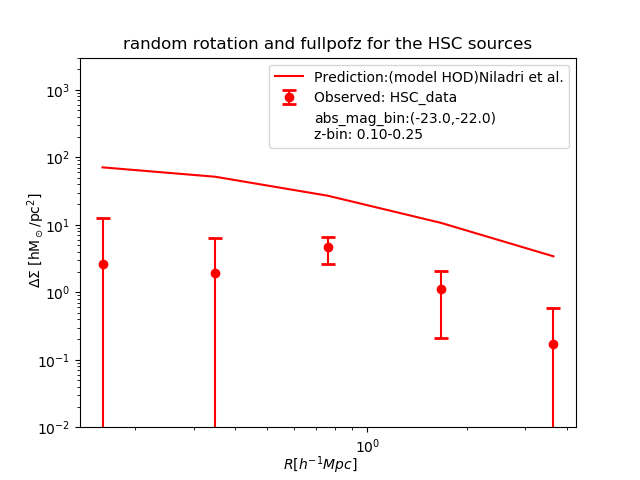 random rotation and fullpofz for the HSC sources
Prediction:(model HOD)Niladri et al.
Observed: HSC_data
abs_mag_bin:(-23.0,-22.0)
z-bin: 0.10-0.25
ΔΣ [hM⊙/pc²]
10³
10²
10¹
10⁰
10⁻¹
10⁻²
10⁰
R[h⁻¹Mpc]